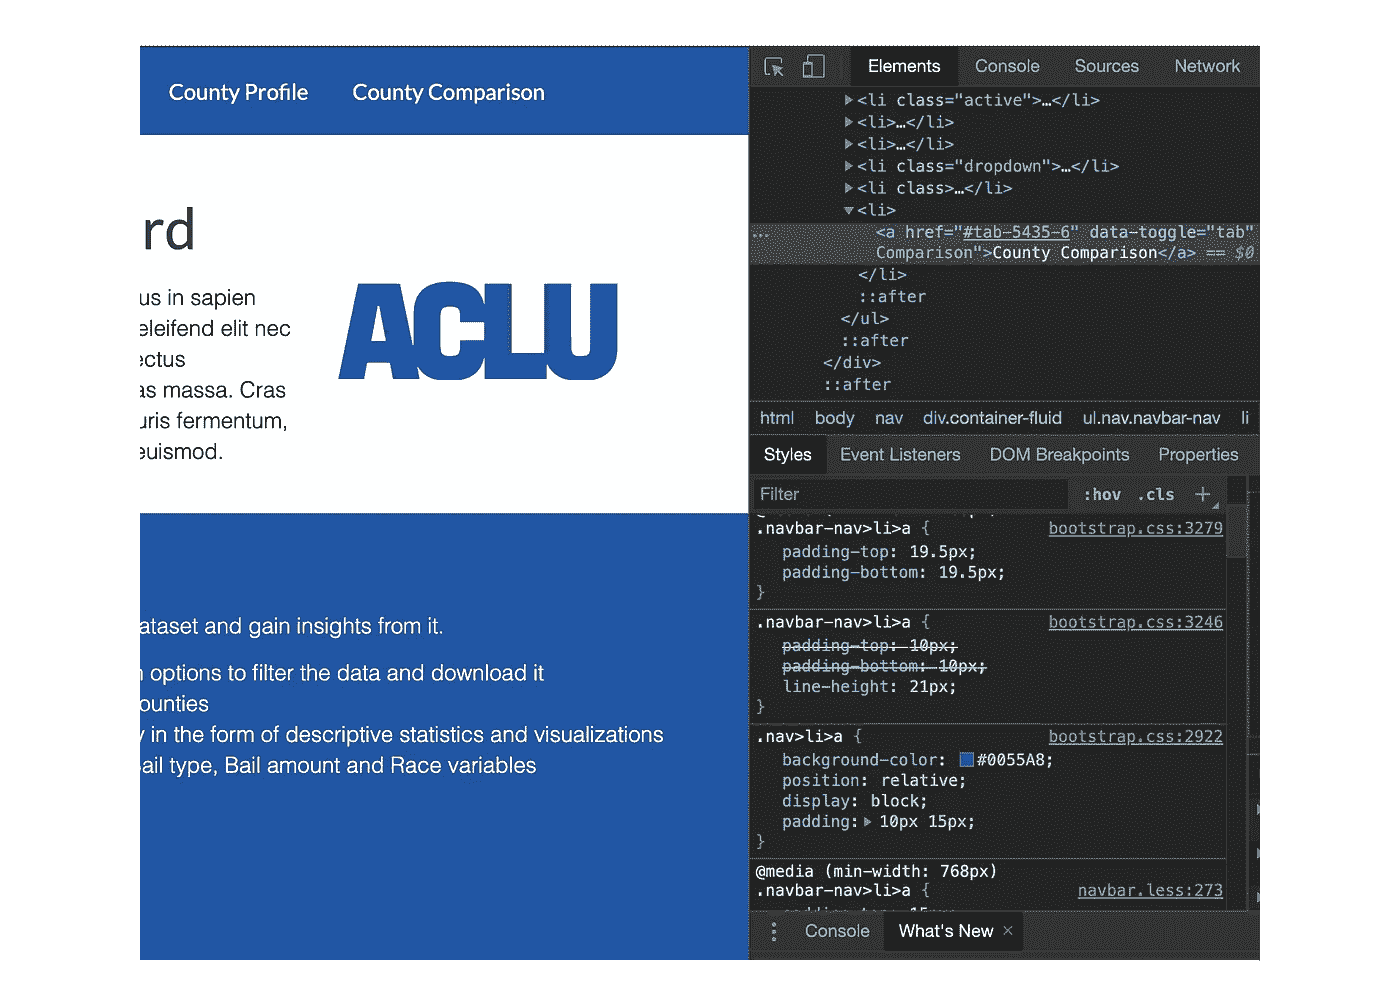 County Profile County Comparison
rd
us in sapien
eleifend elit nec
ectus
as massa. Cras
uris fermentum,
euismod.
ACLU
ataset and gain insights from it.
n options to filter the data and download it
ounties
y in the form of descriptive statistics and visualizations
ail type, Bail amount and Race variables
Elements Console Sources Network
<li class="active">…</li>
<li>…</li>
<li>…</li>
<li class="dropdown">…</li>
<li class>…</li>
<li>
... <a href="#tab-5435-6" data-toggle="tab"
Comparison">County Comparison</a> == $0
</li>
::after
</ul>
::after
</div>
::after
html body nav div.container-fluid ul.nav.navbar-nav li
Styles Event Listeners DOM Breakpoints Properties
Filter :hov .cls +
.navbar-nav>li>a { bootstrap.css:3279
padding-top: 19.5px;
padding-bottom: 19.5px;
}
.navbar-nav>li>a { bootstrap.css:3246
padding-top: 10px;
padding-bottom: 10px;
line-height: 21px;
}
.nav>li>a { bootstrap.css:2922
background-color: #0055A8;
position: relative;
display: block;
padding: 10px 15px;
}
@media (min-width: 768px)
.navbar-nav>li>a { navbar.less:273
Console What's New ×